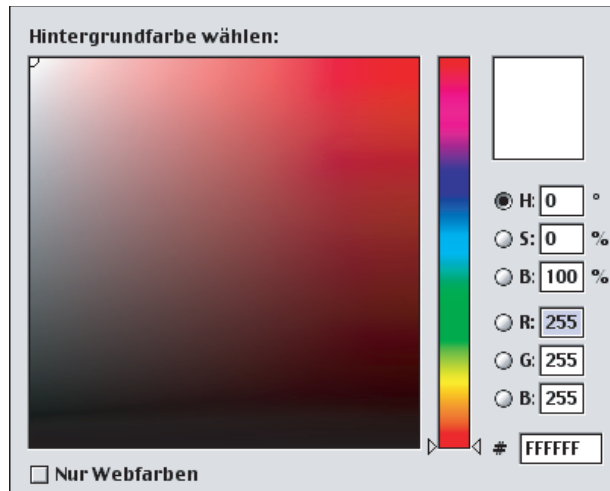 Hintergrundfarbe wählen:
H: 0 °
S: 0 %
B: 100 %
R: 255
G: 255
B: 255
# FFFFFF
Nur Webfarben